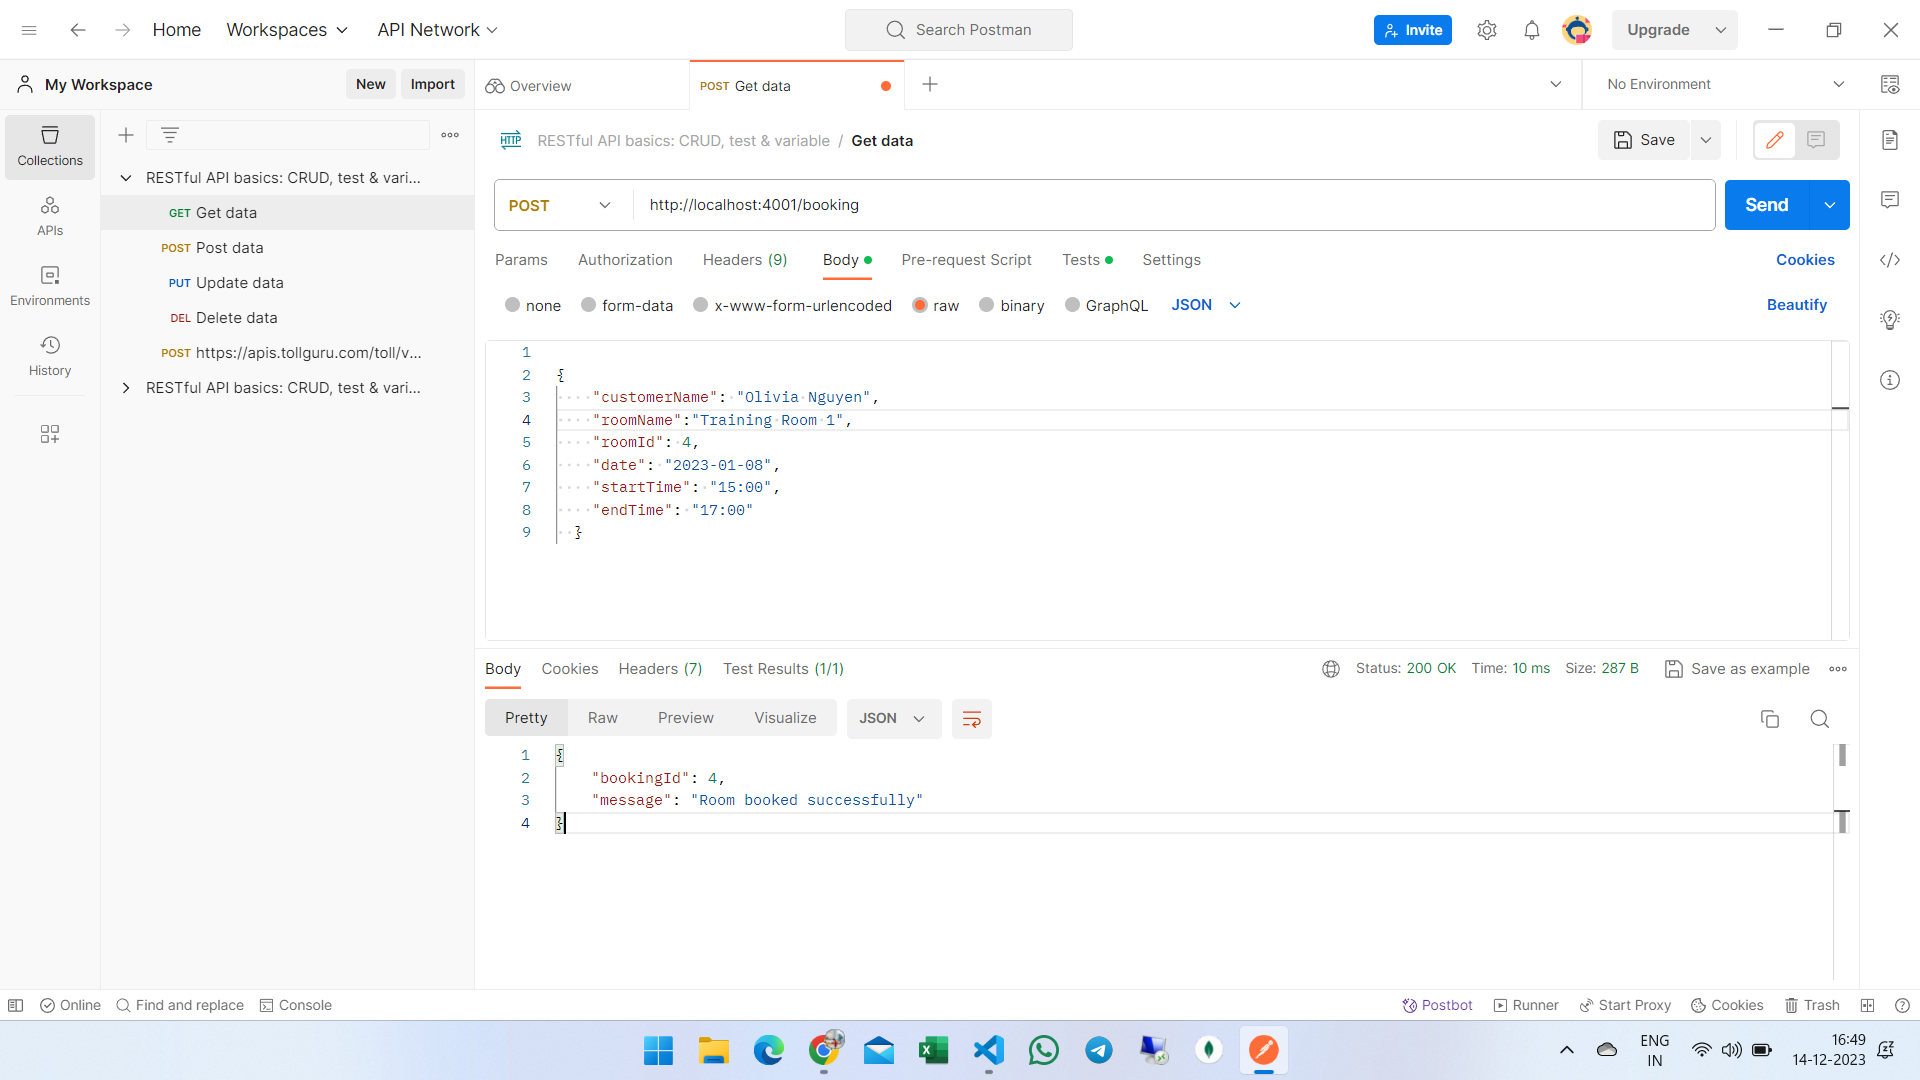 Home Workspaces API Network Search Postman Invite Upgrade
My Workspace New Import Overview POST Get data No Environment
Collections
APIs
Environments
History
RESTful API basics: CRUD, test & vari...
GET Get data
POST Post data
PUT Update data
DEL Delete data
POST https://apis.tollguru.com/toll/v...
RESTful API basics: CRUD, test & vari...
HTTP RESTful API basics: CRUD, test & variable / Get data Save
POST http://localhost:4001/booking Send
Params Authorization Headers (9) Body Pre-request Script Tests Settings Cookies
none form-data x-www-form-urlencoded raw binary GraphQL JSON Beautify
1
2 {
3 "customerName": "Olivia Nguyen",
4 "roomName":"Training Room 1",
5 "roomId": 4,
6 "date": "2023-01-08",
7 "startTime": "15:00",
8 "endTime": "17:00"
9 }
Body Cookies Headers (7) Test Results (1/1) Status: 200 OK Time: 10 ms Size: 287 B Save as example
Pretty Raw Preview Visualize JSON
1 {
2 "bookingId": 4,
3 "message": "Room booked successfully"
4 }
Online Find and replace Console Postbot Runner Start Proxy Cookies Trash
ENG 16:49
IN 14-12-2023